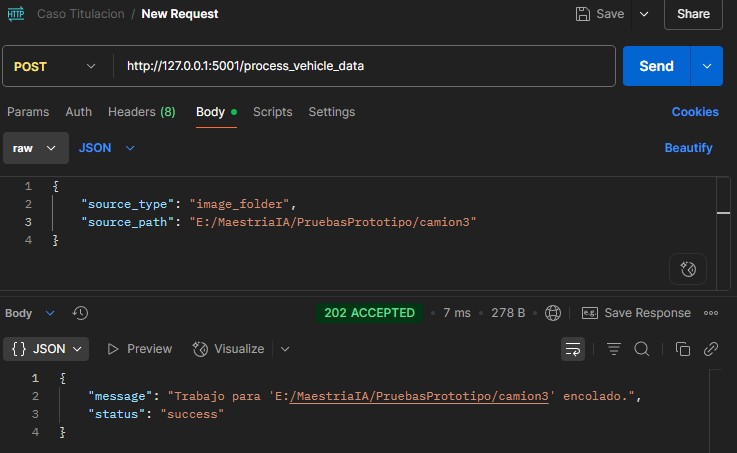 HTTP Caso Titulacion / New Request Save Share
POST http://127.0.0.1:5001/process_vehicle_data Send
Params Auth Headers (8) Body Scripts Settings Cookies
raw JSON Beautify
1 {
2 "source_type": "image_folder",
3 "source_path": "E:/MaestriaIA/PruebasPrototipo/camion3"
4 }
Body 202 ACCEPTED • 7 ms • 278 B • e.g. Save Response
{} JSON Preview Visualize
1 {
2 "message": "Trabajo para 'E:/MaestriaIA/PruebasPrototipo/camion3' encolado.",
3 "status": "success"
4 }